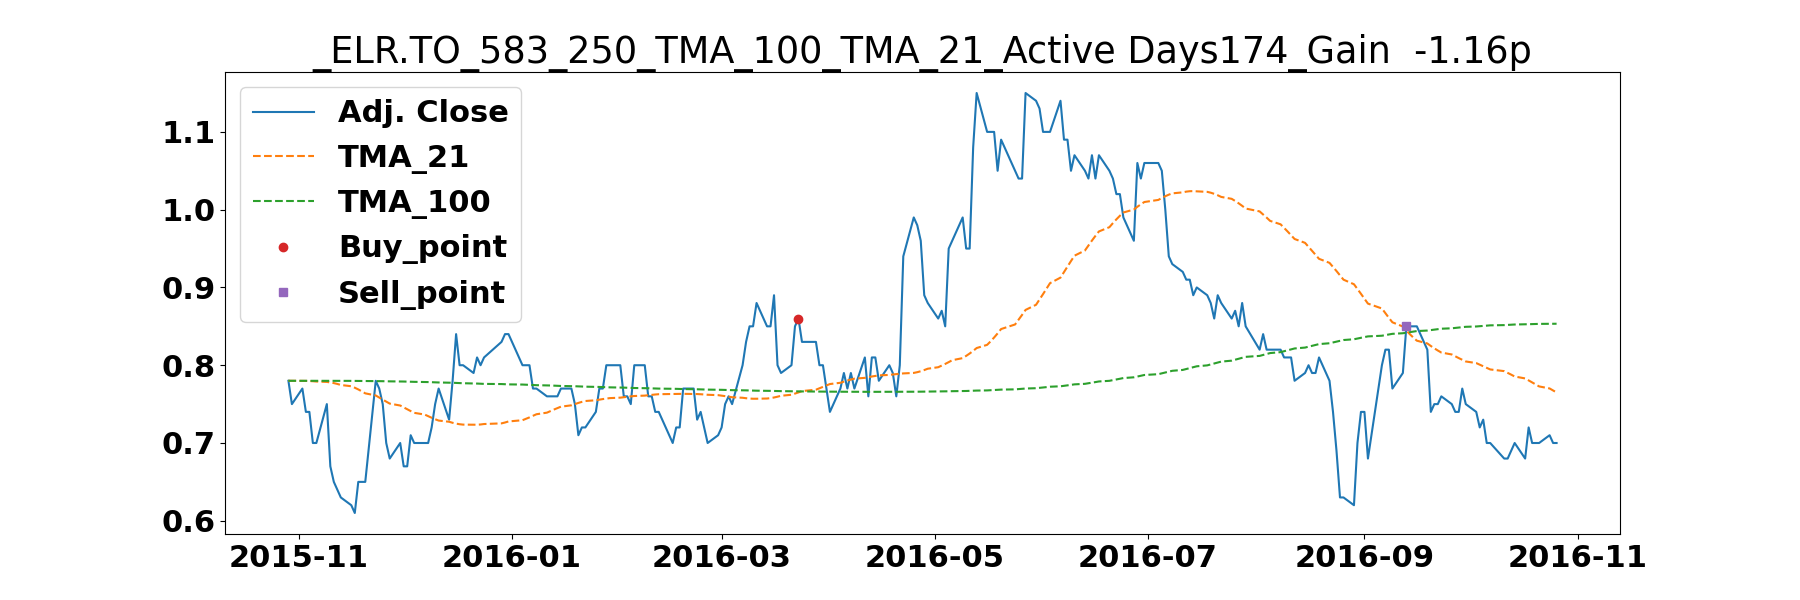 _ELR.TO_583_250_TMA_100_TMA_21_Active Days174_Gain  -1.16p
Adj. Close
TMA_21
TMA_100
Buy_point
Sell_point
1.1
1.0
0.9
0.8
0.7
0.6
2015-11 2016-01 2016-03 2016-05 2016-07 2016-09 2016-11